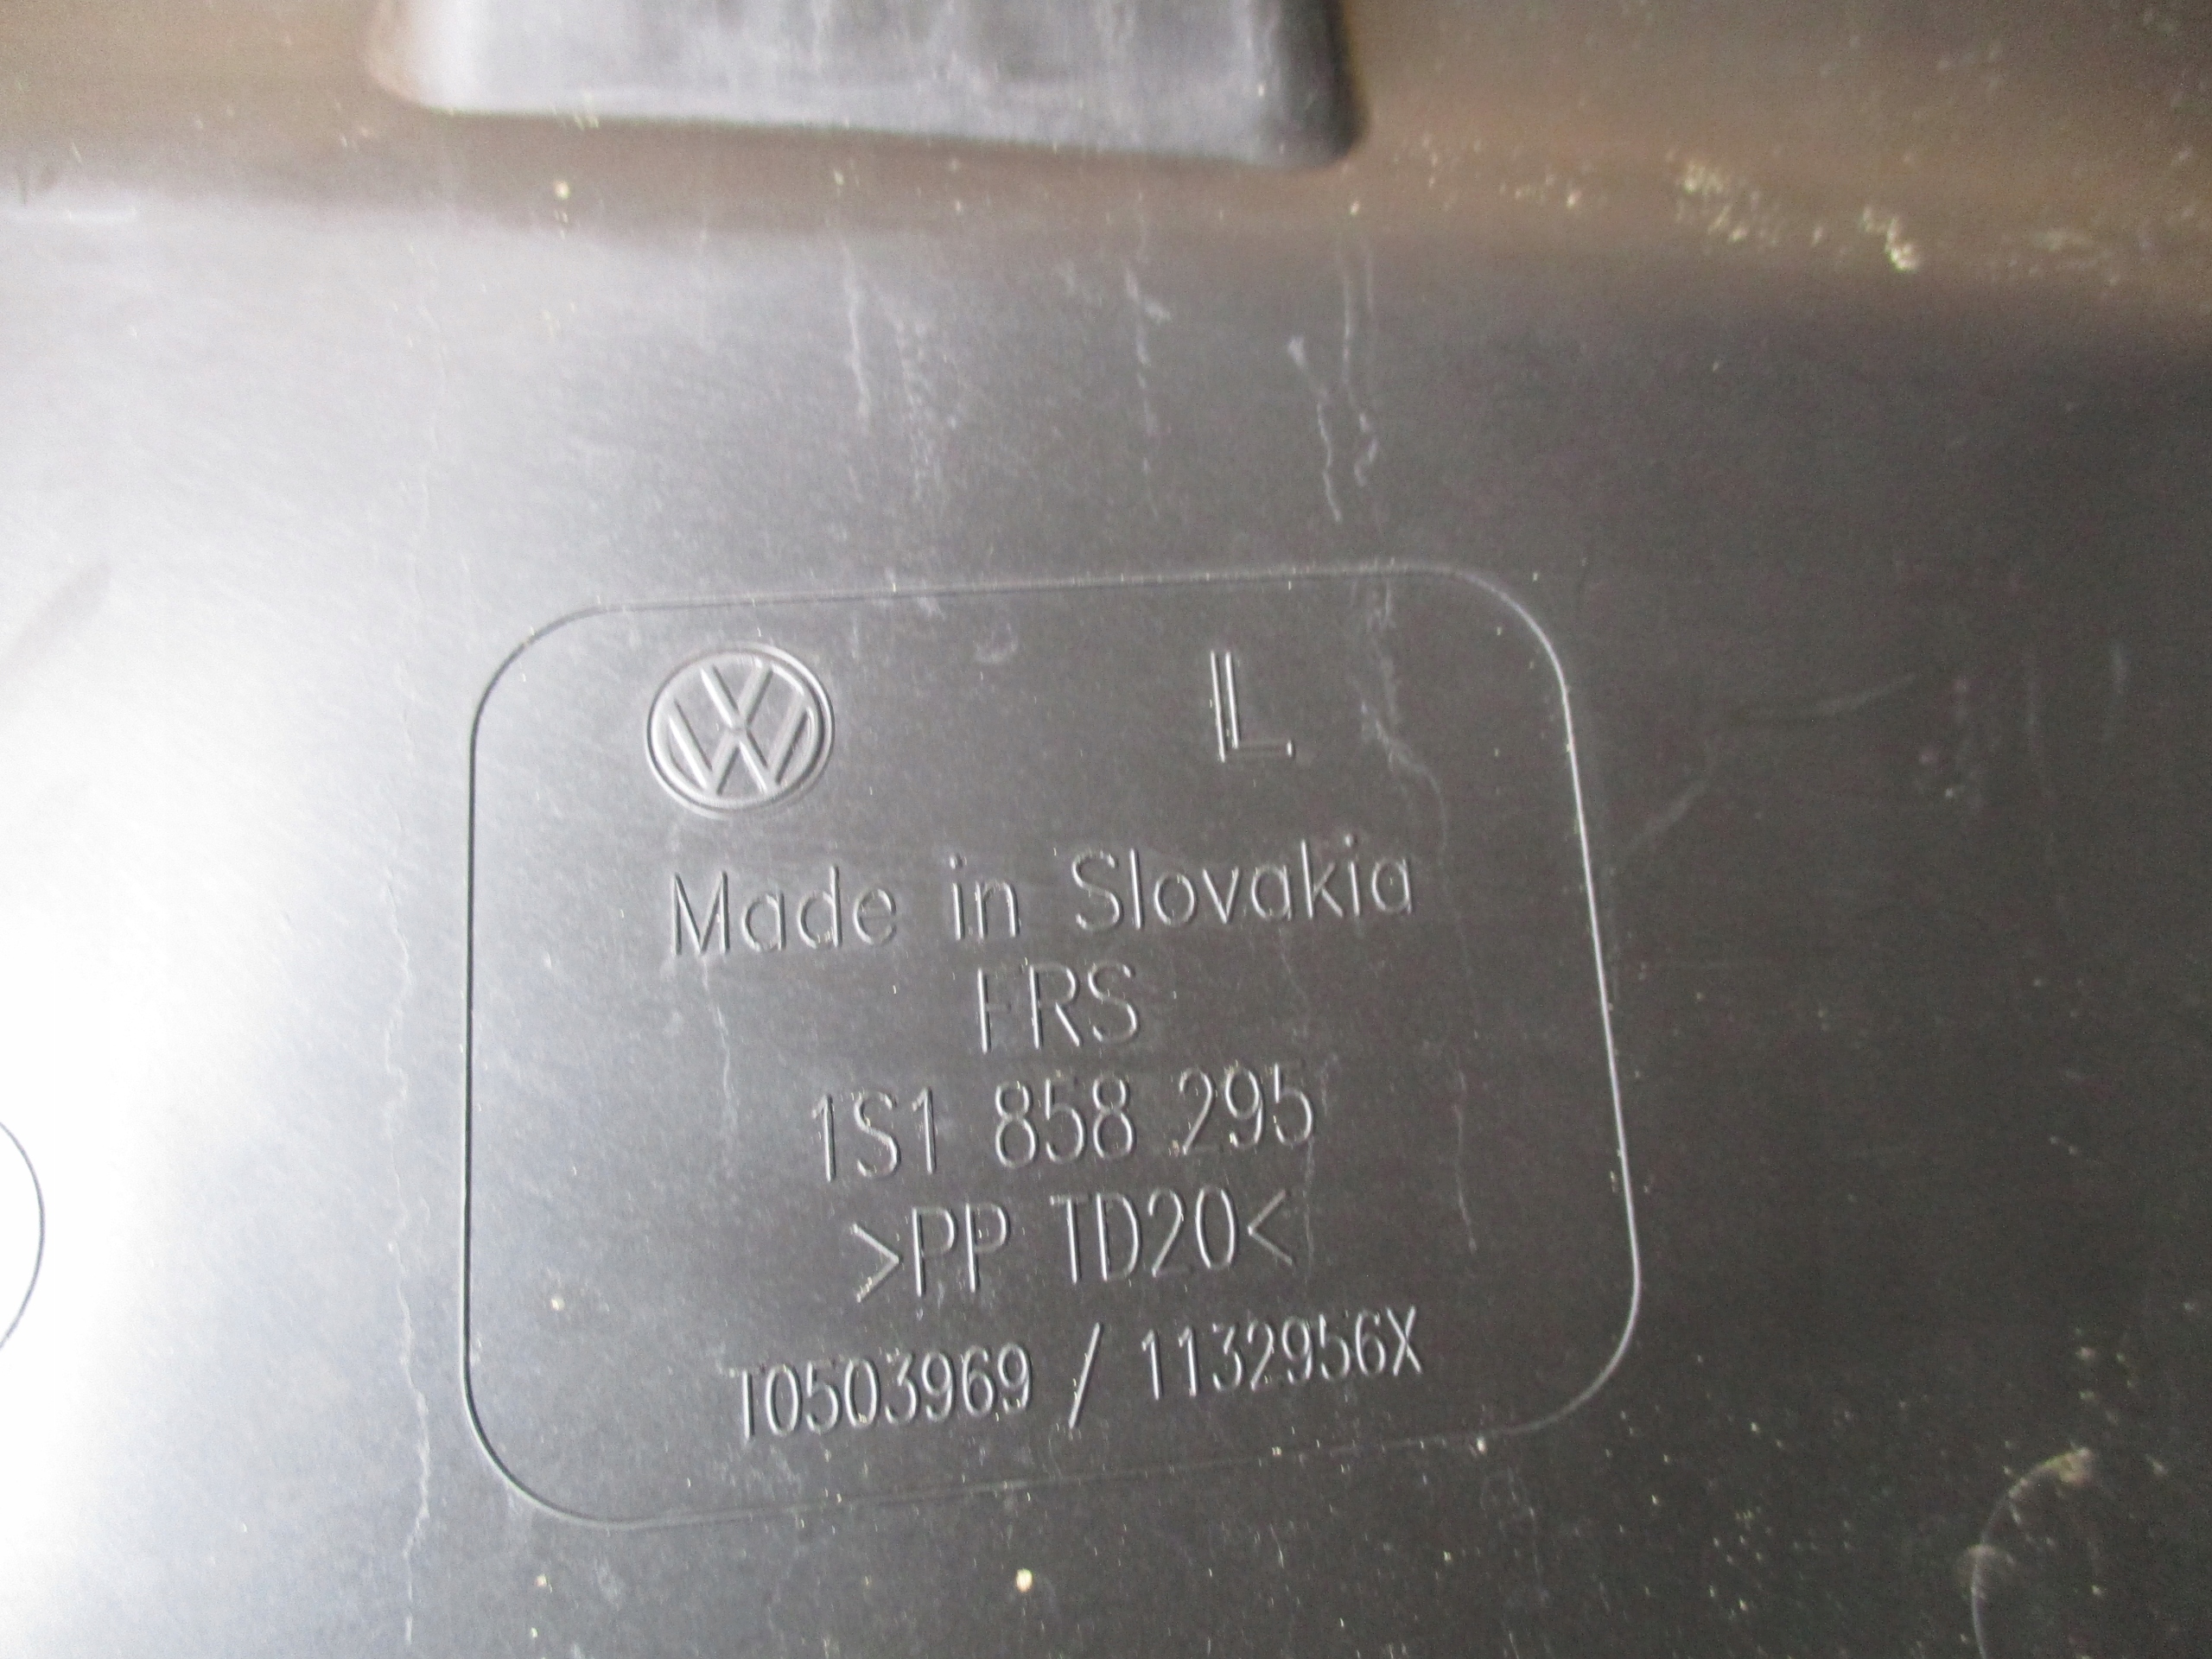 L
Made in Slovakia
FRS
1S1 858 295
>PP TD20<
T0503969 / 1132956X